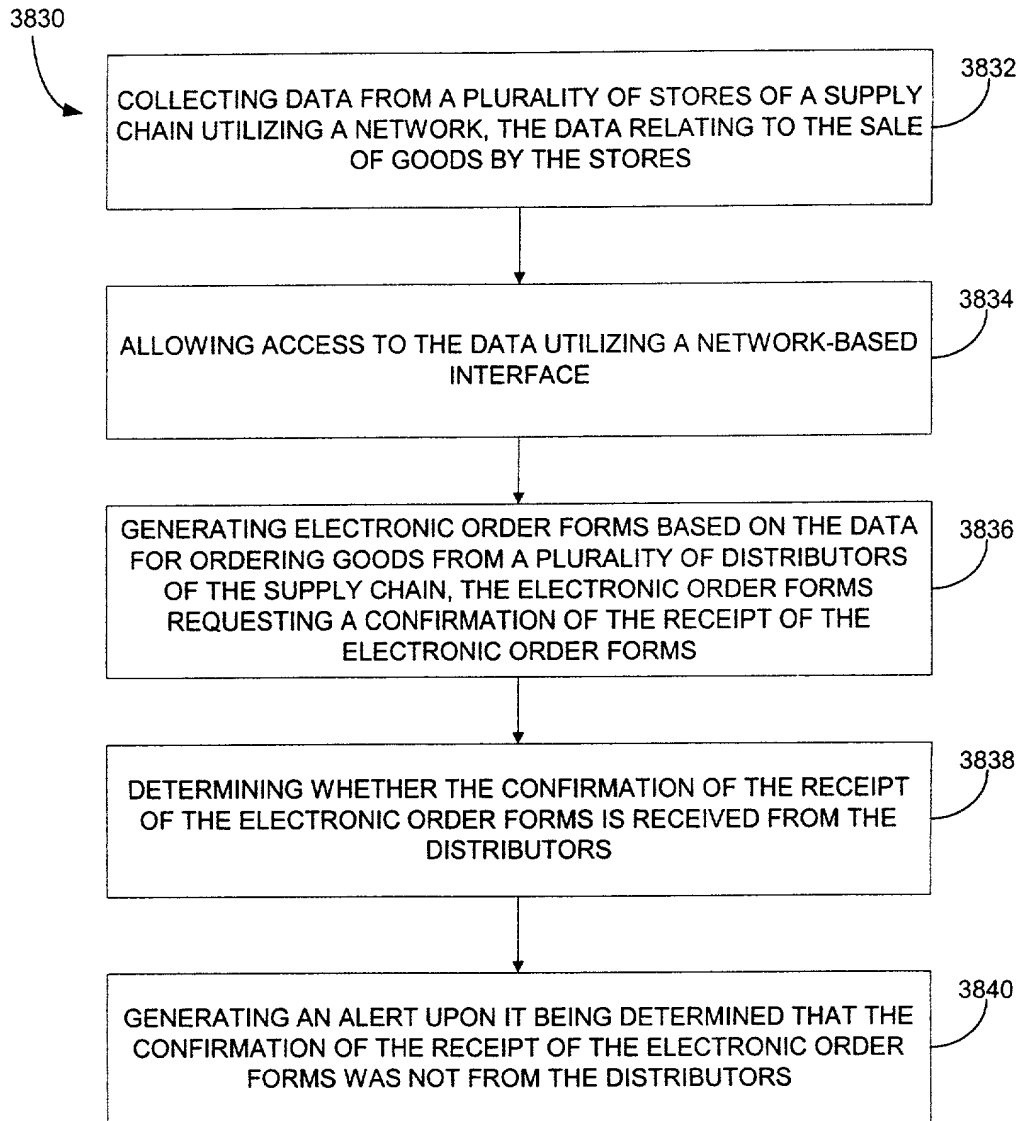 3830
3832
COLLECTING DATA FROM A PLURALITY OF STORES OF A SUPPLY
CHAIN UTILIZING A NETWORK, THE DATA RELATING TO THE SALE
OF GOODS BY THE STORES
3834
ALLOWING ACCESS TO THE DATA UTILIZING A NETWORK-BASED
INTERFACE
3836
GENERATING ELECTRONIC ORDER FORMS BASED ON THE DATA
FOR ORDERING GOODS FROM A PLURALITY OF DISTRIBUTORS
OF THE SUPPLY CHAIN, THE ELECTRONIC ORDER FORMS
REQUESTING A CONFIRMATION OF THE RECEIPT OF THE
ELECTRONIC ORDER FORMS
3838
DETERMINING WHETHER THE CONFIRMATION OF THE RECEIPT
OF THE ELECTRONIC ORDER FORMS IS RECEIVED FROM THE
DISTRIBUTORS
3840
GENERATING AN ALERT UPON IT BEING DETERMINED THAT THE
CONFIRMATION OF THE RECEIPT OF THE ELECTRONIC ORDER
FORMS WAS NOT FROM THE DISTRIBUTORS